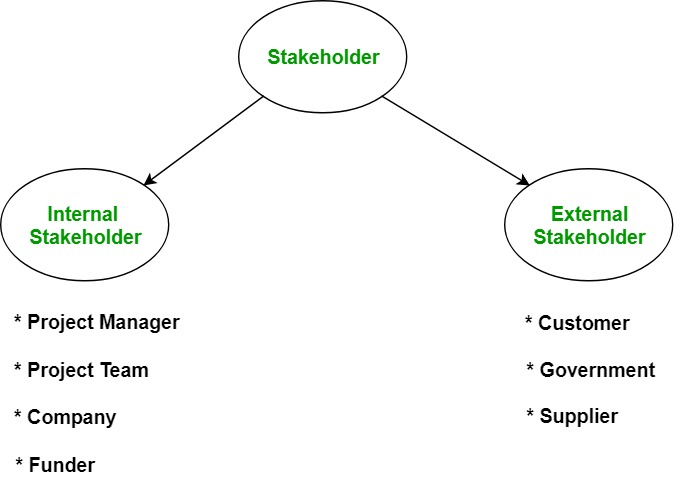 Stakeholder
Internal
Stakeholder
External
Stakeholder
* Project Manager
* Project Team
* Company
* Funder
* Customer
* Government
* Supplier